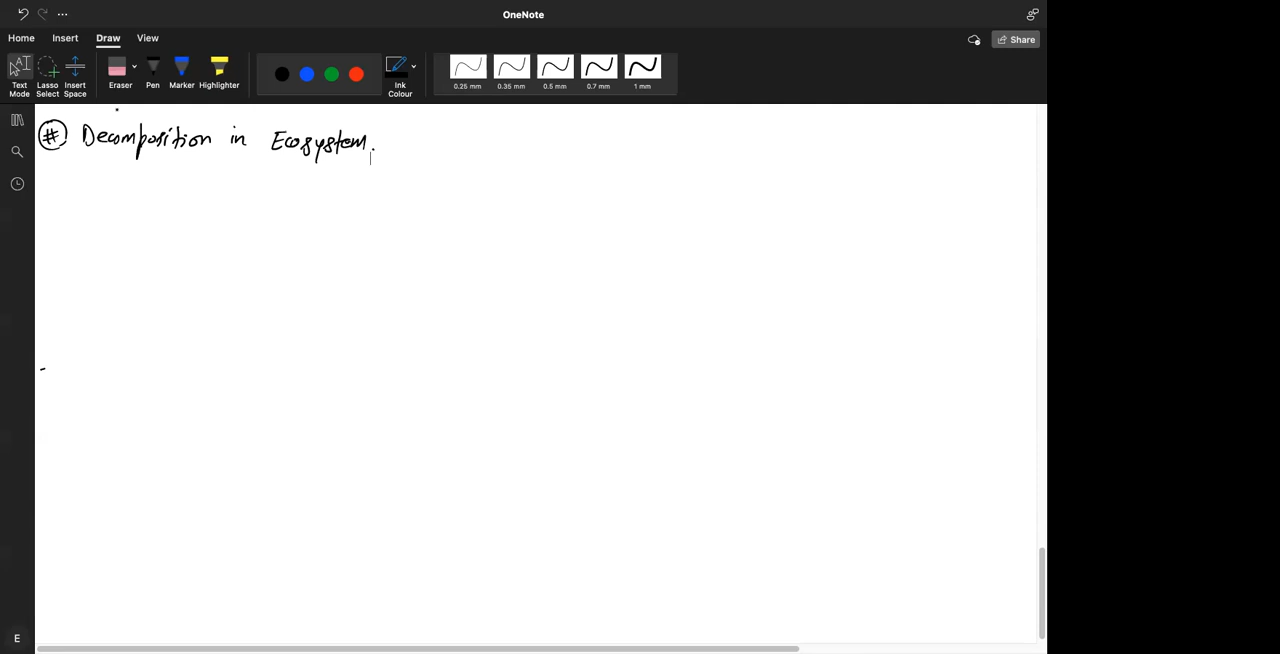 OneNote
Home Insert Draw View
Share
Text Mode
Lasso Select
Insert Space
Eraser
Pen
Marker
Highlighter
Ink Colour
0.25 mm
0.35 mm
0.5 mm
0.7 mm
1 mm
# Decomposition in Ecosystem.
E